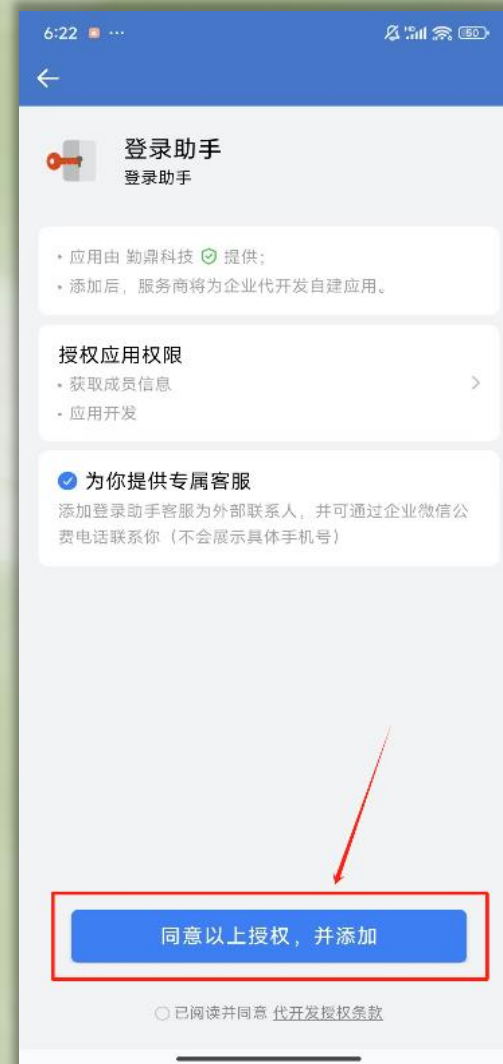 6:22 ···
5G 50
登录助手
登录助手
• 应用由 勤鼎科技 提供；
• 添加后，服务商将为企业代开发自建应用。
授权应用权限
• 获取成员信息
• 应用开发
为你提供专属客服
添加登录助手客服为外部联系人，并可通过企业微信公
费电话联系你（不会展示具体手机号）
同意以上授权，并添加
已阅读并同意 代开发授权条款